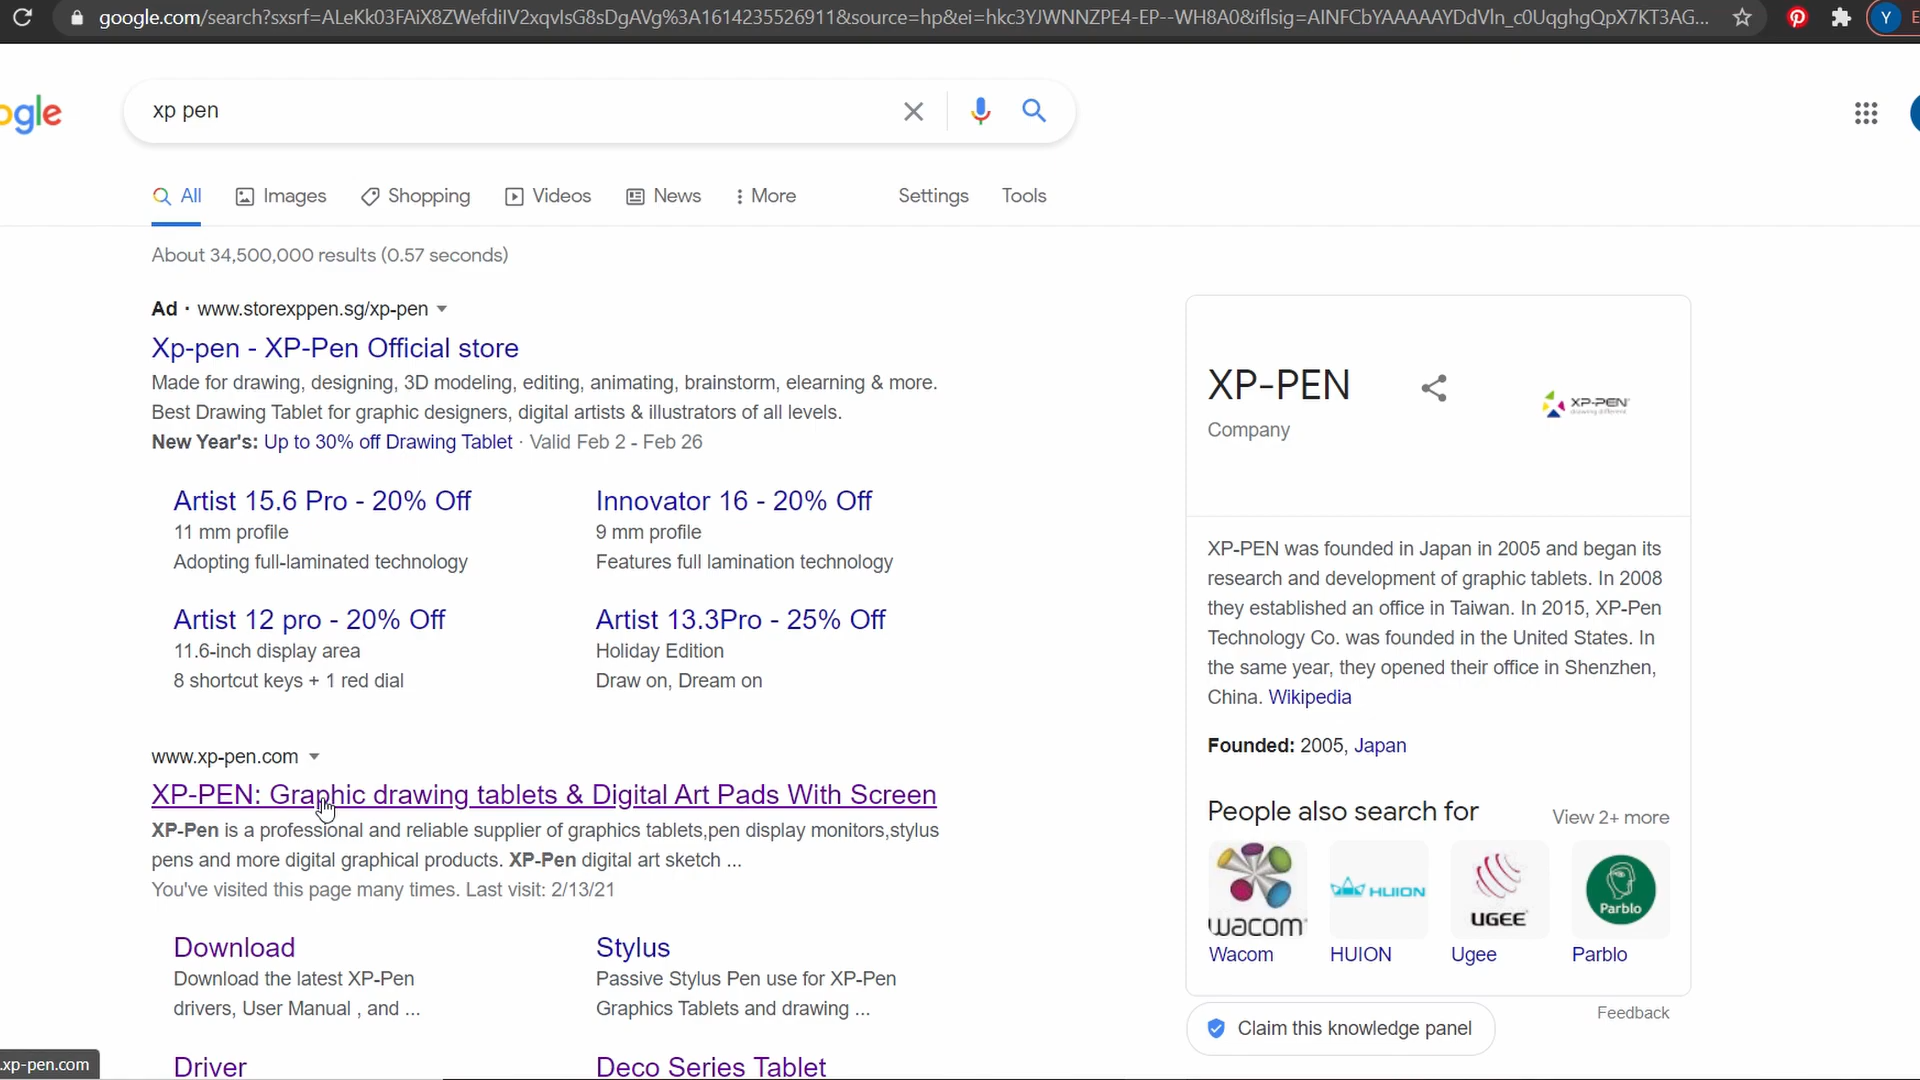 google.com/search?sxsrf=ALeKk03FAiX8ZWefdiIV2xqvIsG8sDgAVg%3A1614235526911&source=hp&ei=hkc3YJWNNZPE4-EP--WH8A0&iflsig=AINFCbYAAAAAYDdVln_c0UqghgQpX7KT3AG...
Y
ogle
xp pen
All Images Shopping Videos News More Settings Tools
About 34,500,000 results (0.57 seconds)
Ad · www.storexppen.sg/xp-pen
Xp-pen - XP-Pen Official store
Made for drawing, designing, 3D modeling, editing, animating, brainstorm, elearning & more.
Best Drawing Tablet for graphic designers, digital artists & illustrators of all levels.
New Year's: Up to 30% off Drawing Tablet · Valid Feb 2 - Feb 26
Artist 15.6 Pro - 20% Off
11 mm profile
Adopting full-laminated technology
Innovator 16 - 20% Off
9 mm profile
Features full lamination technology
Artist 12 pro - 20% Off
11.6-inch display area
8 shortcut keys + 1 red dial
Artist 13.3Pro - 25% Off
Holiday Edition
Draw on, Dream on
www.xp-pen.com
XP-PEN: Graphic drawing tablets & Digital Art Pads With Screen
XP-Pen is a professional and reliable supplier of graphics tablets,pen display monitors,stylus
pens and more digital graphical products. XP-Pen digital art sketch ...
You've visited this page many times. Last visit: 2/13/21
Download
Download the latest XP-Pen
drivers, User Manual , and ...
Stylus
Passive Stylus Pen use for XP-Pen
Graphics Tablets and drawing ...
Driver
Deco Series Tablet
.xp-pen.com
XP-PEN
Company
XP-PEN
drawing different
XP-PEN was founded in Japan in 2005 and began its
research and development of graphic tablets. In 2008
they established an office in Taiwan. In 2015, XP-Pen
Technology Co. was founded in the United States. In
the same year, they opened their office in Shenzhen,
China. Wikipedia
Founded: 2005, Japan
People also search for
View 2+ more
wacom
HUION
UGEE
Parblo
Wacom
HUION
Ugee
Parblo
Feedback
Claim this knowledge panel